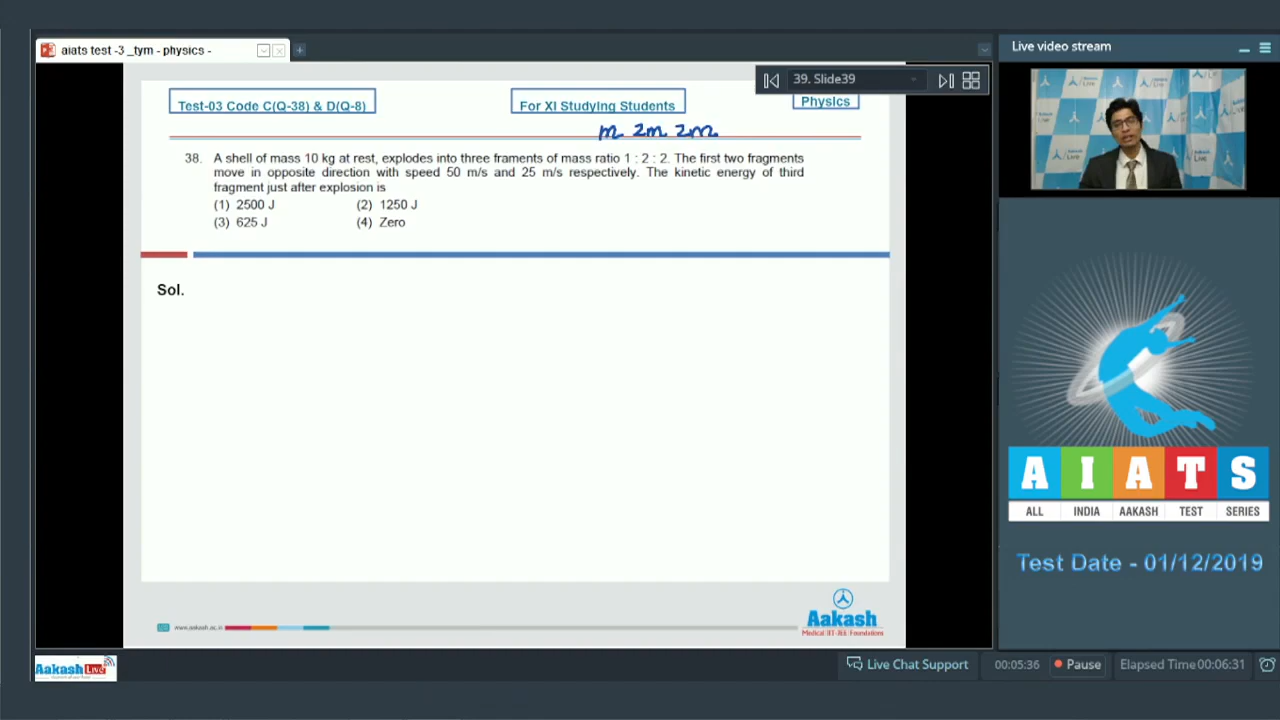 aiats test -3 _tym - physics -
Live video stream
39. Slide39
Test-03 Code C(Q-38) & D(Q-8)
For XI Studying Students
Physics
m 2m 2m
38. A shell of mass 10 kg at rest, explodes into three framents of mass ratio 1 : 2 : 2. The first two fragments
move in opposite direction with speed 50 m/s and 25 m/s respectively. The kinetic energy of third
fragment just after explosion is
(1) 2500 J (2) 1250 J
(3) 625 J (4) Zero
Sol.
A I A T S
ALL INDIA AAKASH TEST SERIES
Test Date - 01/12/2019
www.aakash.ac.in
Aakash
Medical|IIT-JEE|Foundations
Aakash Live
Live Chat Support
00:05:36
Pause
Elapsed Time 00:06:31